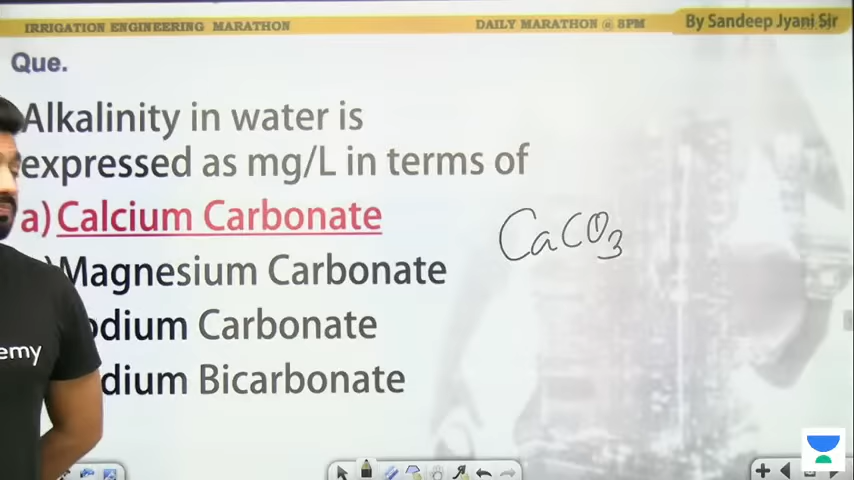 IRRIGATION ENGINEERING MARATHON DAILY MARATHON @ 8PM By Sandeep Jyani Sir
Que.
Alkalinity in water is
expressed as mg/L in terms of
a) Calcium Carbonate
CaCO3
)Magnesium Carbonate
odium Carbonate
dium Bicarbonate
emy